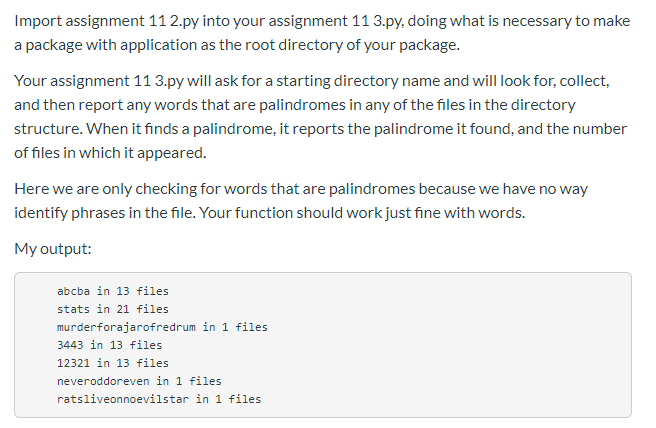 Import assignment 11 2.py into your assignment 11 3.py, doing what is necessary to make
a package with application as the root directory of your package.
Your assignment 11 3.py will ask for a starting directory name and will look for, collect,
and then report any words that are palindromes in any of the files in the directory
structure. When it finds a palindrome, it reports the palindrome it found, and the number
of files in which it appeared.
Here we are only checking for words that are palindromes because we have no way
identify phrases in the file. Your function should work just fine with words.
My output:
abcba in 13 files
stats in 21 files
murderforajarofredrum in 1 files
3443 in 13 files
12321 in 13 files
neveroddoreven in 1 files
ratsliveonnoevilstar in 1 files